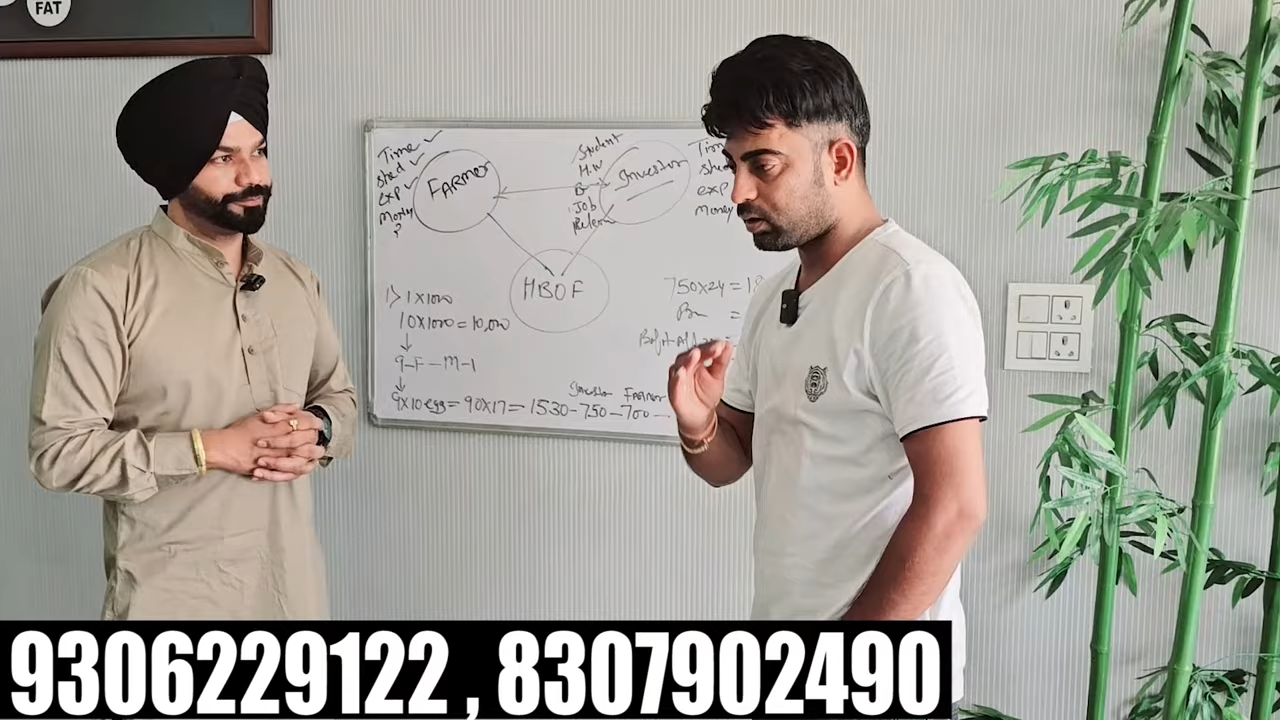 FAT
Time ✓
Shed ✓
exp ✓
Money
?
FARMER
Student
H.W
B
Job
Investor
Time
shed
exp
Money
HBOF
1> 1x1000
10x1000 = 10,000
9-F-M-1
9x10 egg = 90x17 = 1530-750-700
Investor Farmer
750x24 = 18
9306229122 , 8307902490